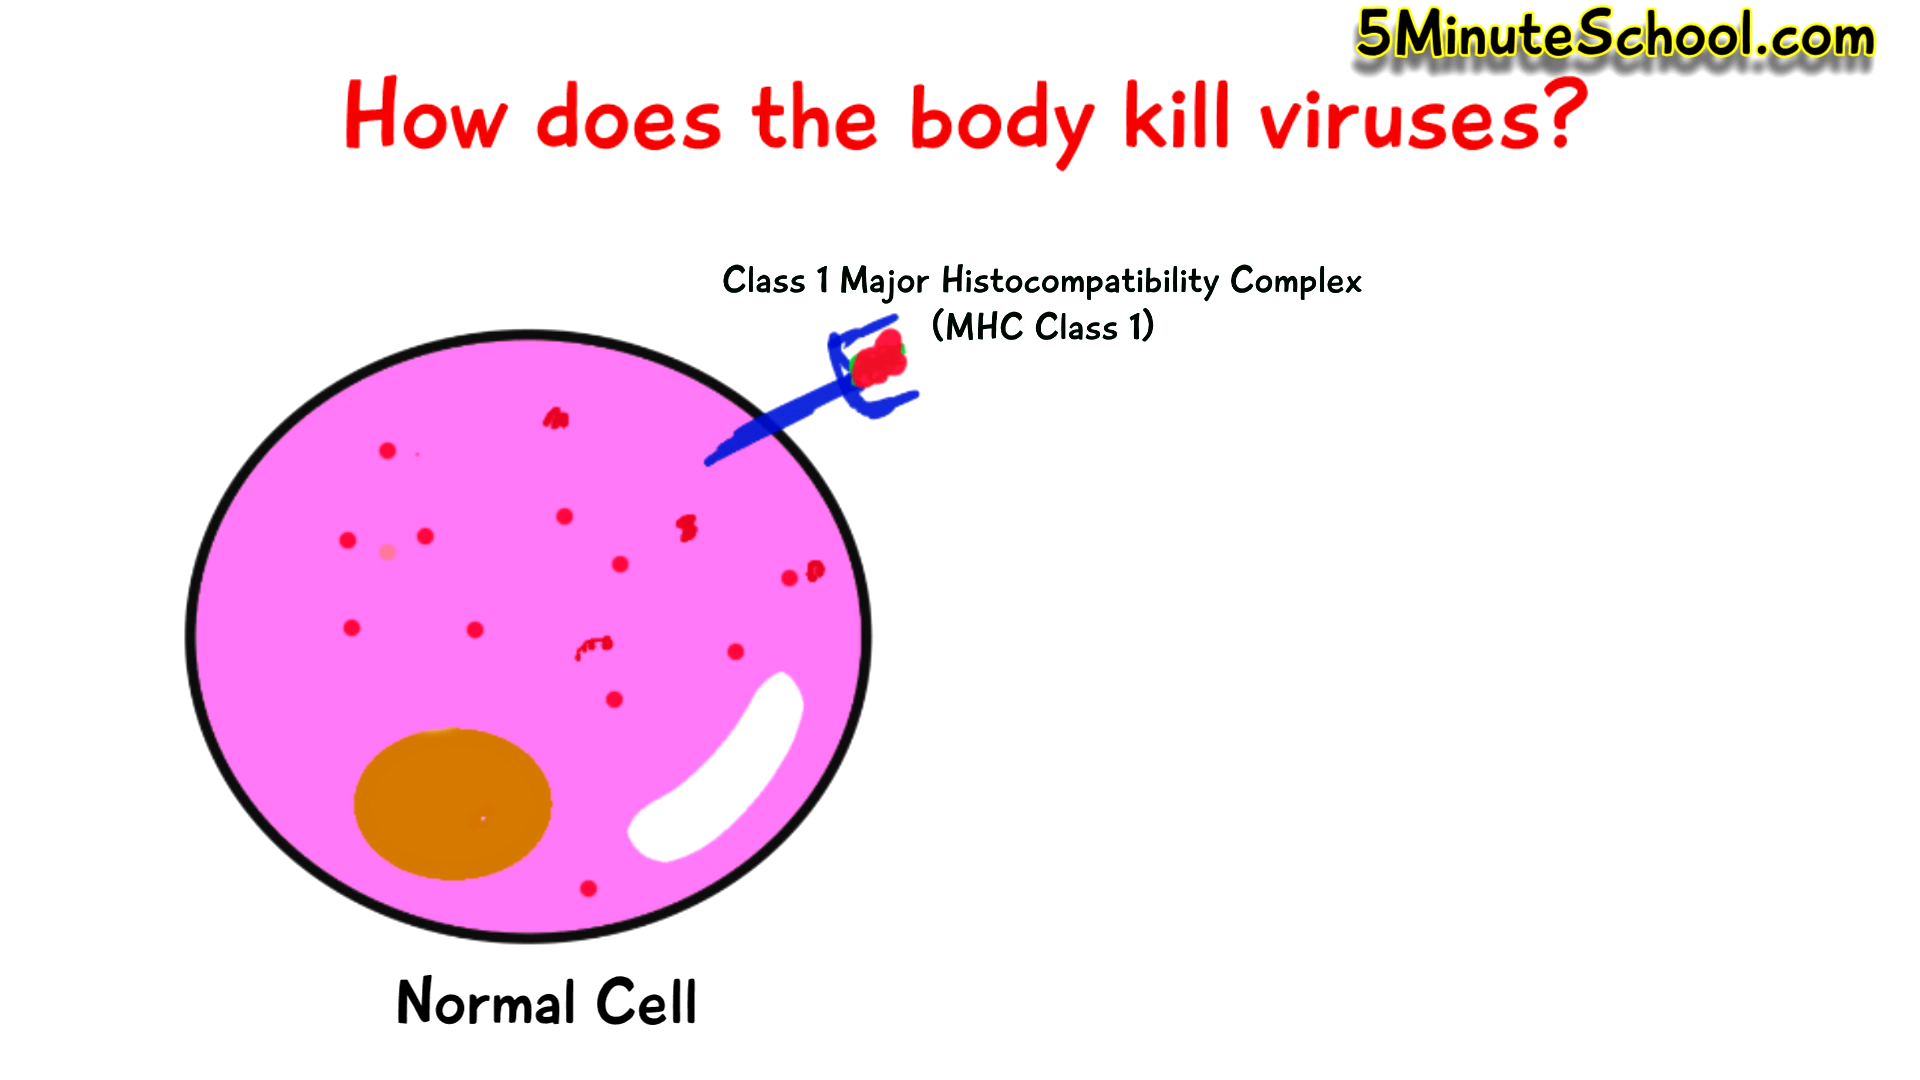 5MinuteSchool.com
How does the body kill viruses?
Class 1 Major Histocompatibility Complex
(MHC Class 1)
Normal Cell